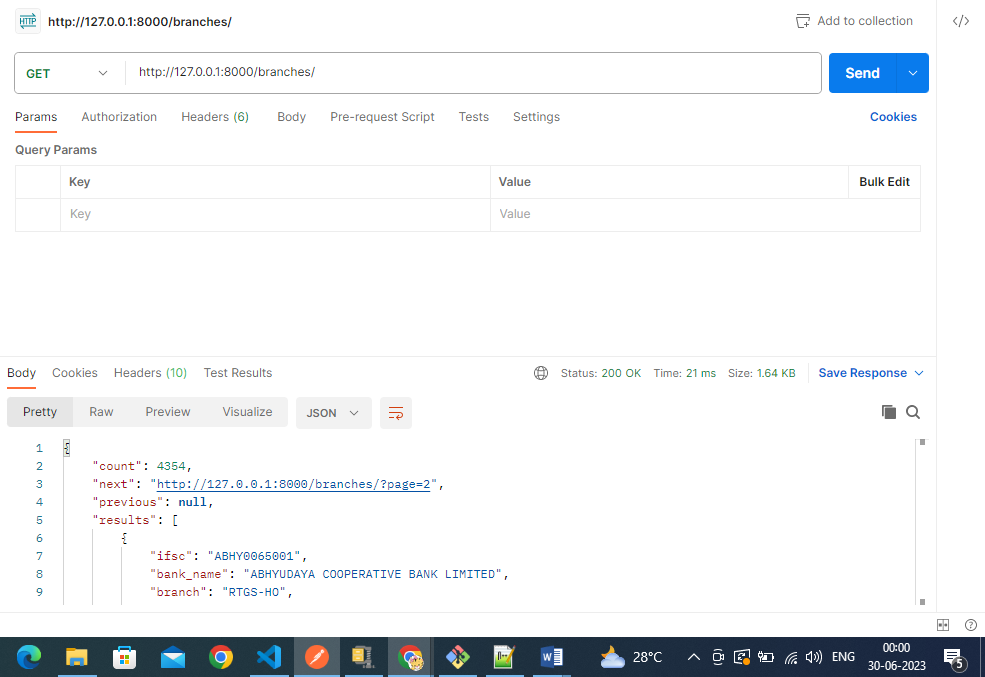 HTTP http://127.0.0.1:8000/branches/ Add to collection </>
GET http://127.0.0.1:8000/branches/ Send
Params Authorization Headers (6) Body Pre-request Script Tests Settings Cookies
Query Params
Key Value Bulk Edit
Key Value
Body Cookies Headers (10) Test Results Status: 200 OK Time: 21 ms Size: 1.64 KB Save Response
Pretty Raw Preview Visualize JSON
1 {
2 "count": 4354,
3 "next": "http://127.0.0.1:8000/branches/?page=2",
4 "previous": null,
5 "results": [
6 {
7 "ifsc": "ABHY0065001",
8 "bank_name": "ABHYUDAYA COOPERATIVE BANK LIMITED",
9 "branch": "RTGS-HO",
28°C ENG 00:00
30-06-2023 5